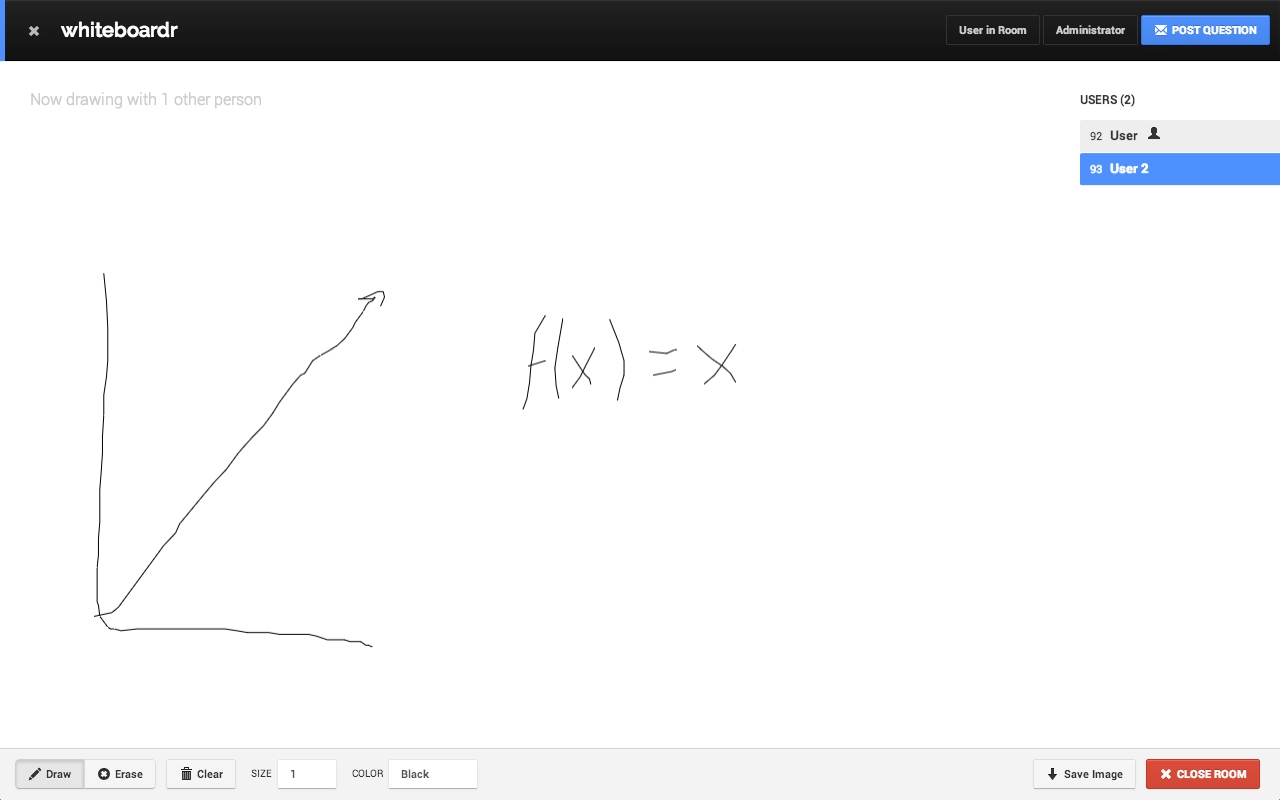 whiteboardr
User in Room
Administrator
POST QUESTION
Now drawing with 1 other person
USERS (2)
92 User
93 User 2
f(x) = x
Draw
Erase
Clear
SIZE 1
COLOR Black
Save Image
CLOSE ROOM